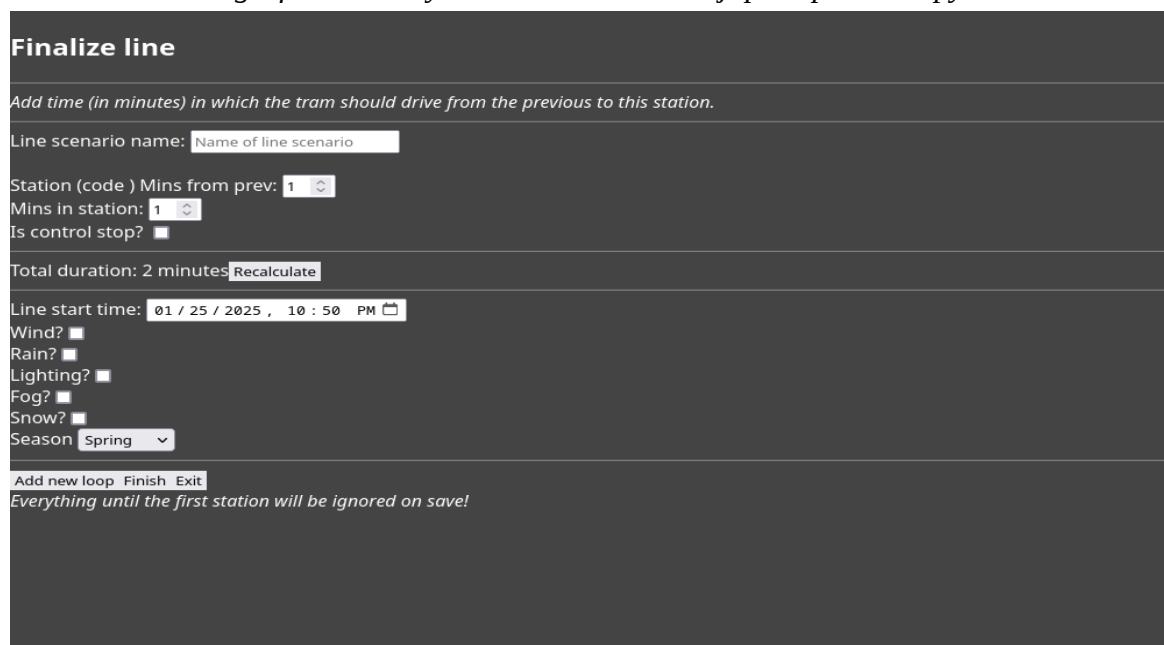 Finalize line
Add time (in minutes) in which the tram should drive from the previous to this station.
Line scenario name: Name of line scenario
Station (code ) Mins from prev: 1
Mins in station: 1
Is control stop?
Total duration: 2 minutes Recalculate
Line start time: 01 / 25 / 2025 , 10 : 50 PM
Wind?
Rain?
Lighting?
Fog?
Snow?
Season Spring
Add new loop Finish Exit
Everything until the first station will be ignored on save!